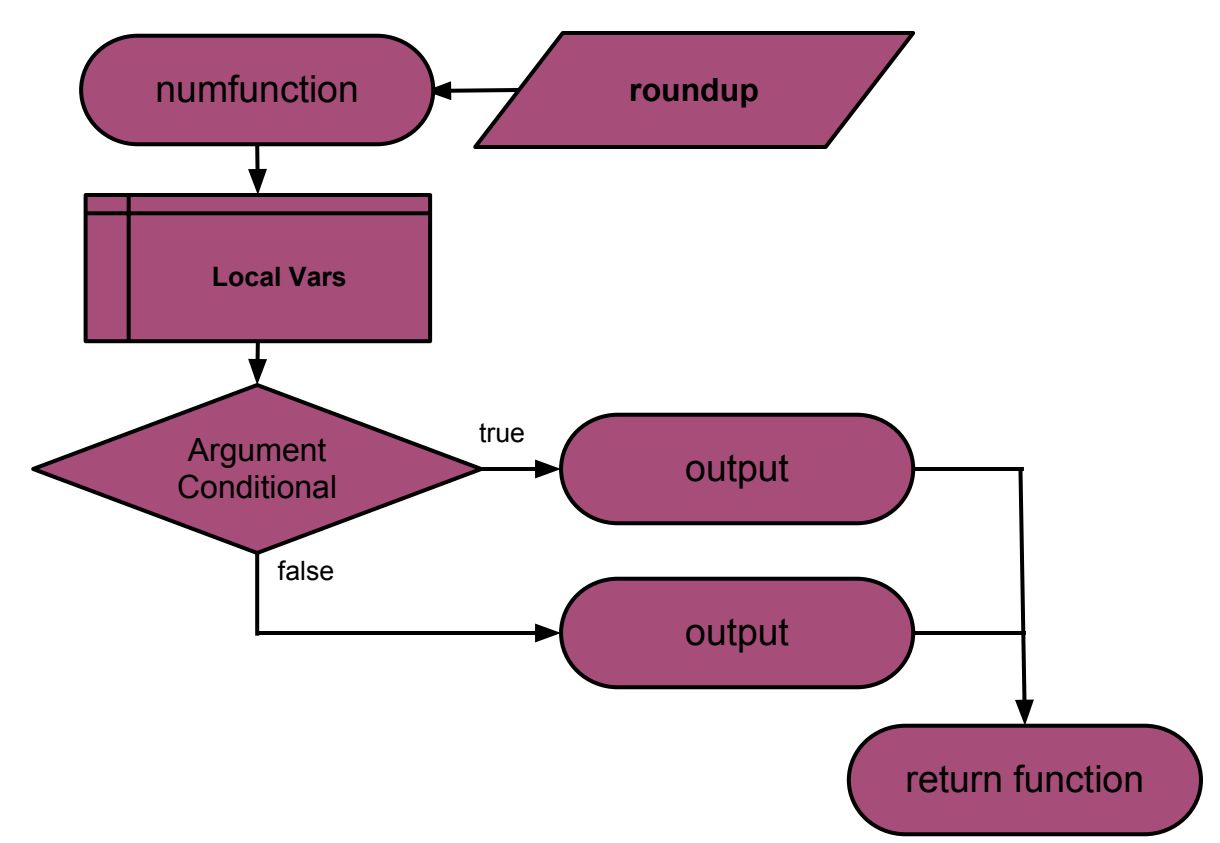 numfunction
roundup
Local Vars
Argument
Conditional
true
output
false
output
return function